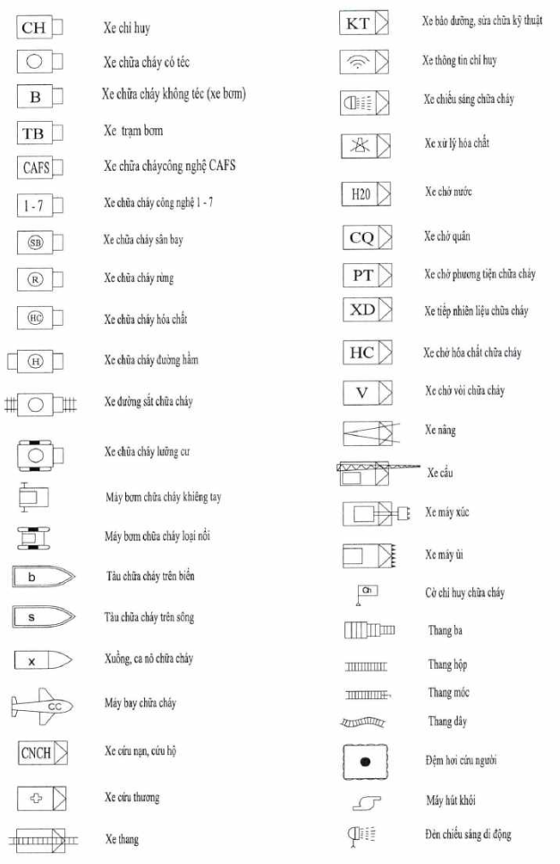 CH Xe chỉ huy
Xe chữa cháy có téc
B Xe chữa cháy không téc (xe bơm)
TB Xe trạm bơm
CAFS Xe chữa cháycông nghệ CAFS
1 - 7 Xe chữa cháy công nghệ 1 - 7
SB Xe chữa cháy sân bay
R Xe chữa cháy rừng
HC Xe chữa cháy hóa chất
H Xe chữa cháy đường hầm
Xe đường sắt chữa cháy
Xe chữa cháy lưỡng cư
Máy bơm chữa cháy khiêng tay
Máy bơm chữa cháy loại nổi
b Tàu chữa cháy trên biển
s Tàu chữa cháy trên sông
x Xuồng, ca nô chữa cháy
CC Máy bay chữa cháy
CNCH Xe cứu nạn, cứu hộ
Xe cứu thương
Xe thang
KT Xe bảo dưỡng, sửa chữa kỹ thuật
Xe thông tin chỉ huy
Xe chiếu sáng chữa cháy
Xe xử lý hóa chất
H20 Xe chở nước
CQ Xe chở quân
PT Xe chở phương tiện chữa cháy
XD Xe tiếp nhiên liệu chữa cháy
HC Xe chở hóa chất chữa cháy
V Xe chở vòi chữa cháy
Xe nâng
Xe cẩu
Xe máy xúc
Xe máy ủi
Ch Cờ chỉ huy chữa cháy
Thang ba
Thang hộp
Thang móc
Thang dây
Đệm hơi cứu người
Máy hút khói
Đèn chiếu sáng di động